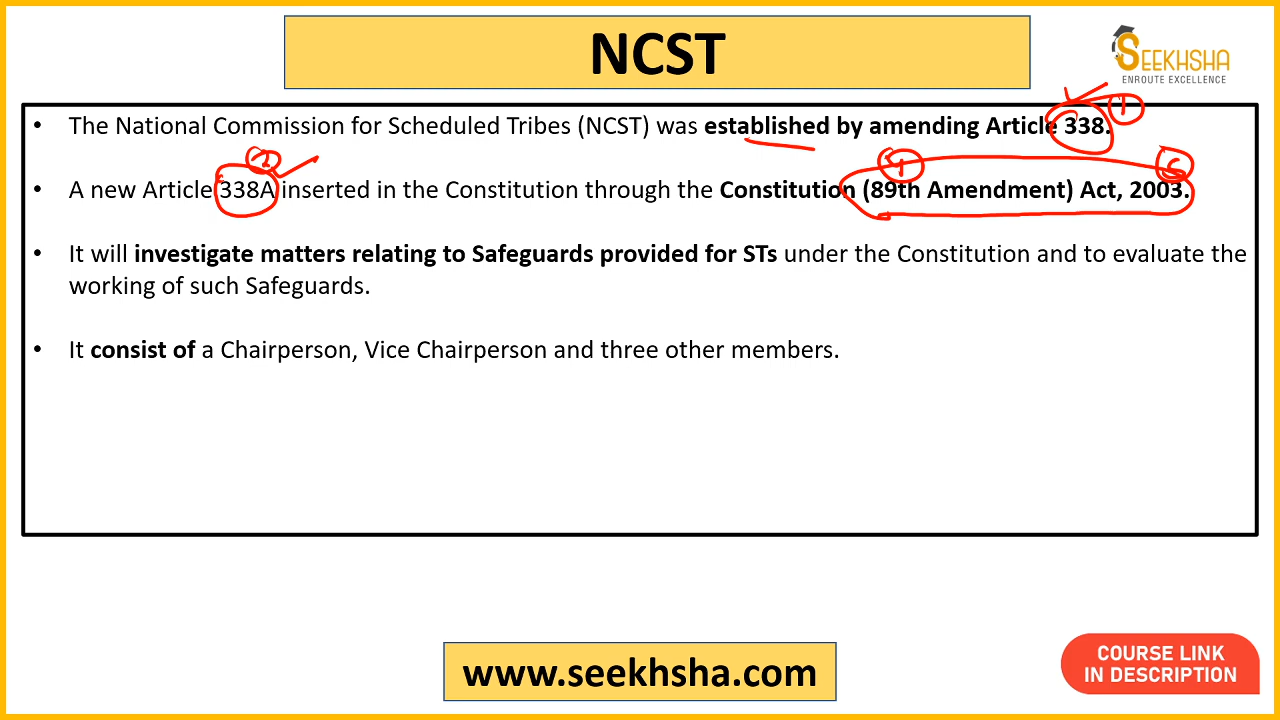 NCST
SEEKHSHA
ENROUTE EXCELLENCE
• The National Commission for Scheduled Tribes (NCST) was established by amending Article 338.
1
2
• A new Article 338A inserted in the Constitution through the Constitution (89th Amendment) Act, 2003.
• It will investigate matters relating to Safeguards provided for STs under the Constitution and to evaluate the
working of such Safeguards.
• It consist of a Chairperson, Vice Chairperson and three other members.
www.seekhsha.com
COURSE LINK
IN DESCRIPTION